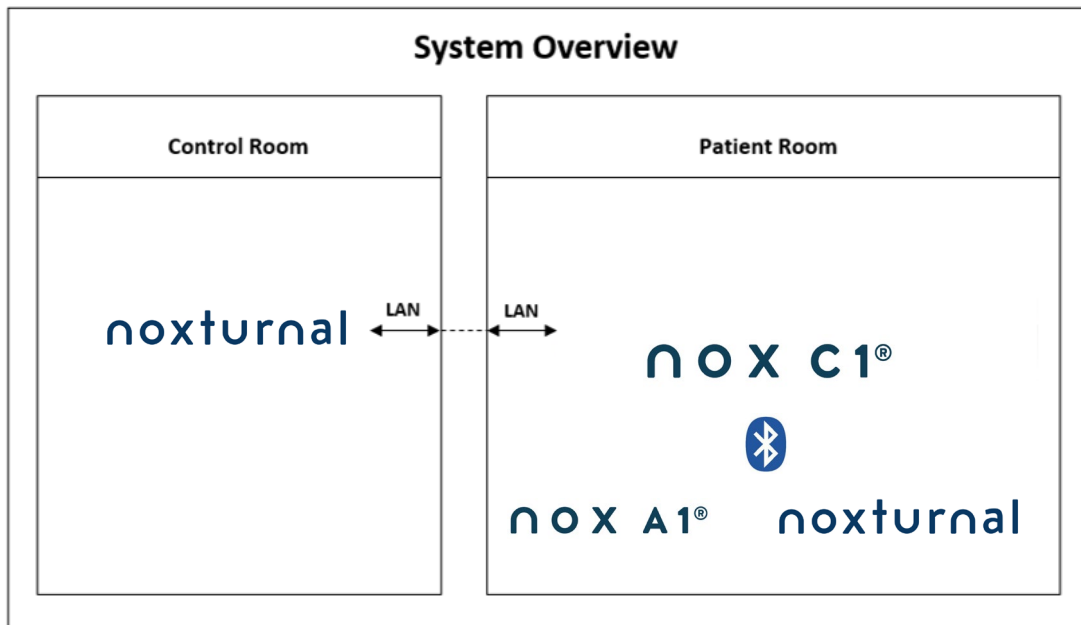 System Overview
Control Room
Patient Room
noxturnal
LAN
LAN
nox C1®
nox A1®
noxturnal